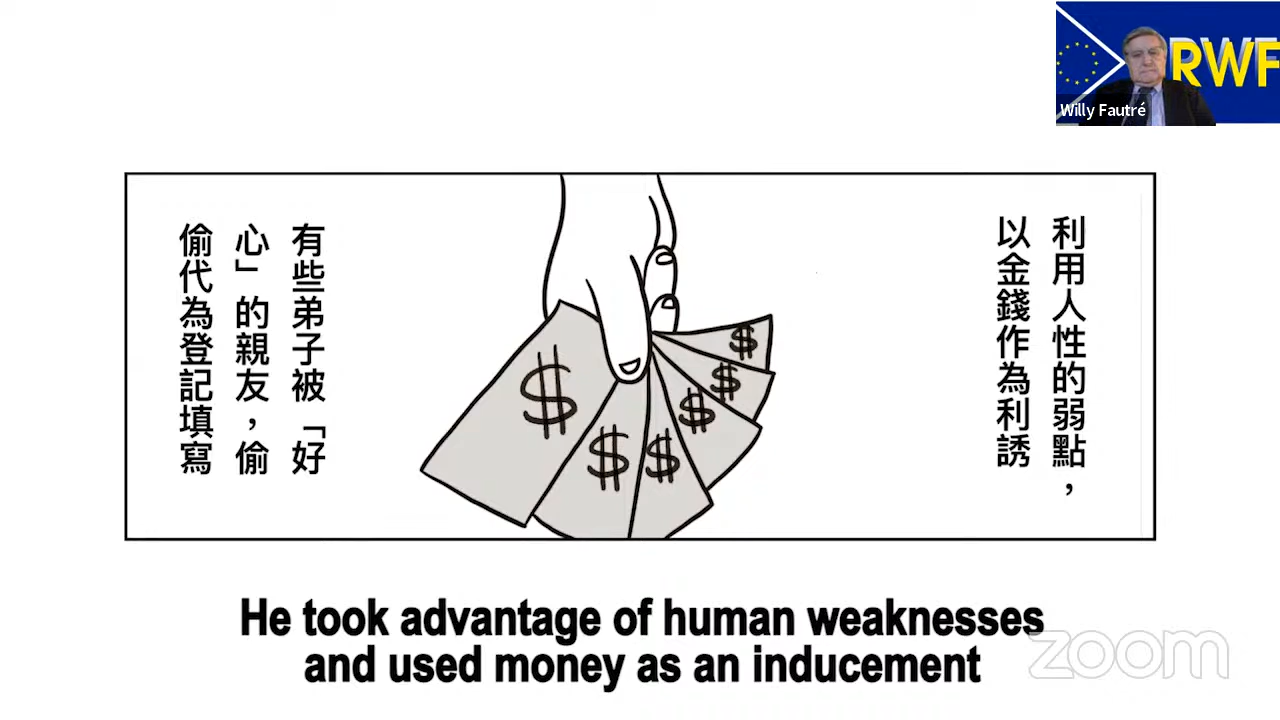 RWF
Willy Fautré
利用人性的弱點，
以金錢作為利誘
有些弟子被「好
心」的親友，偷
偷代為登記填寫
$
$
$
$
$
$
He took advantage of human weaknesses
and used money as an inducement
zoom